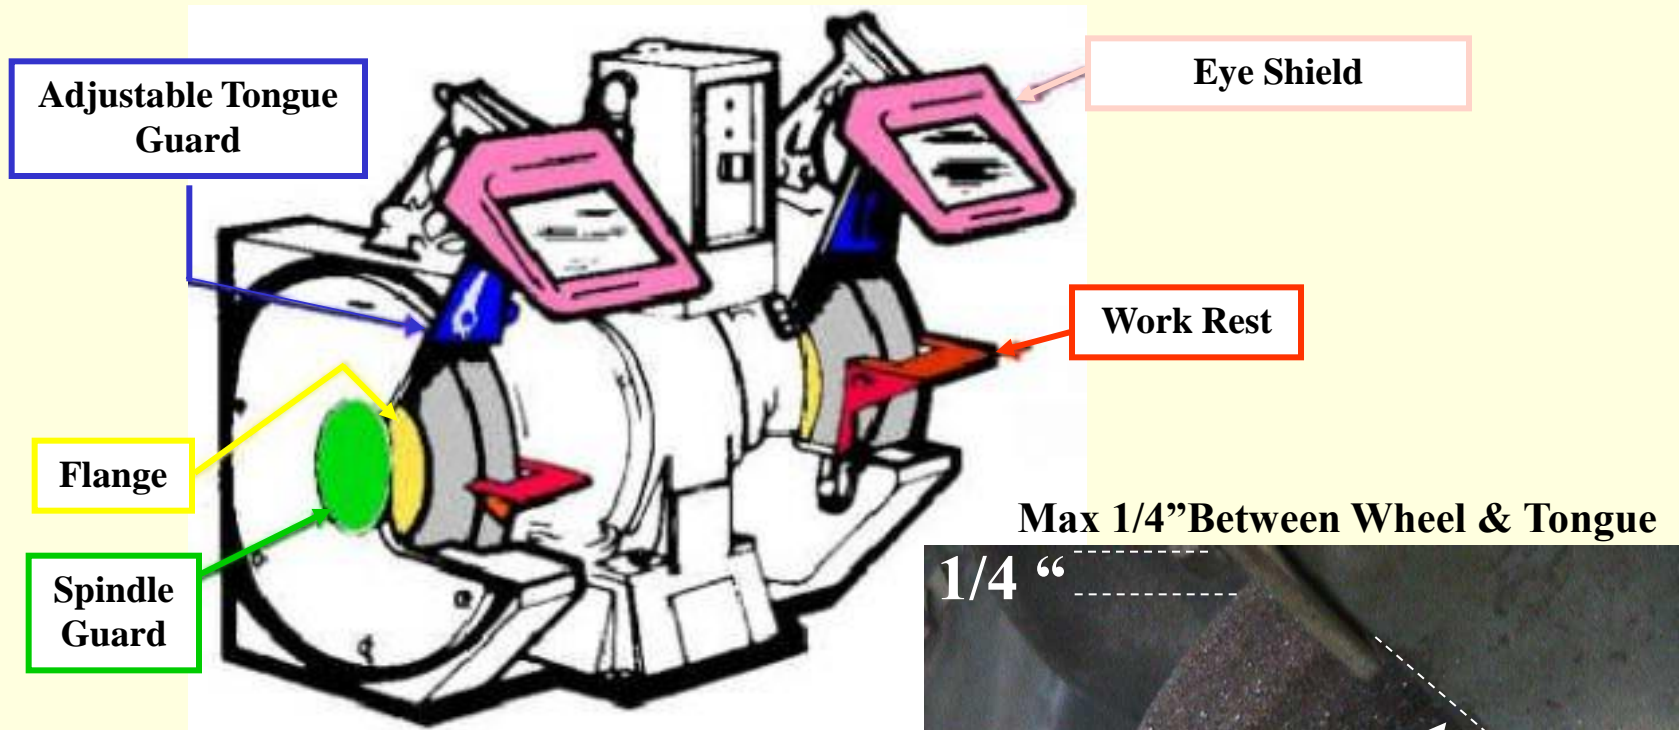 Adjustable Tongue
Guard
Eye Shield
Work Rest
Flange
Spindle
Guard
Max 1/4”Between Wheel & Tongue
1/4 “